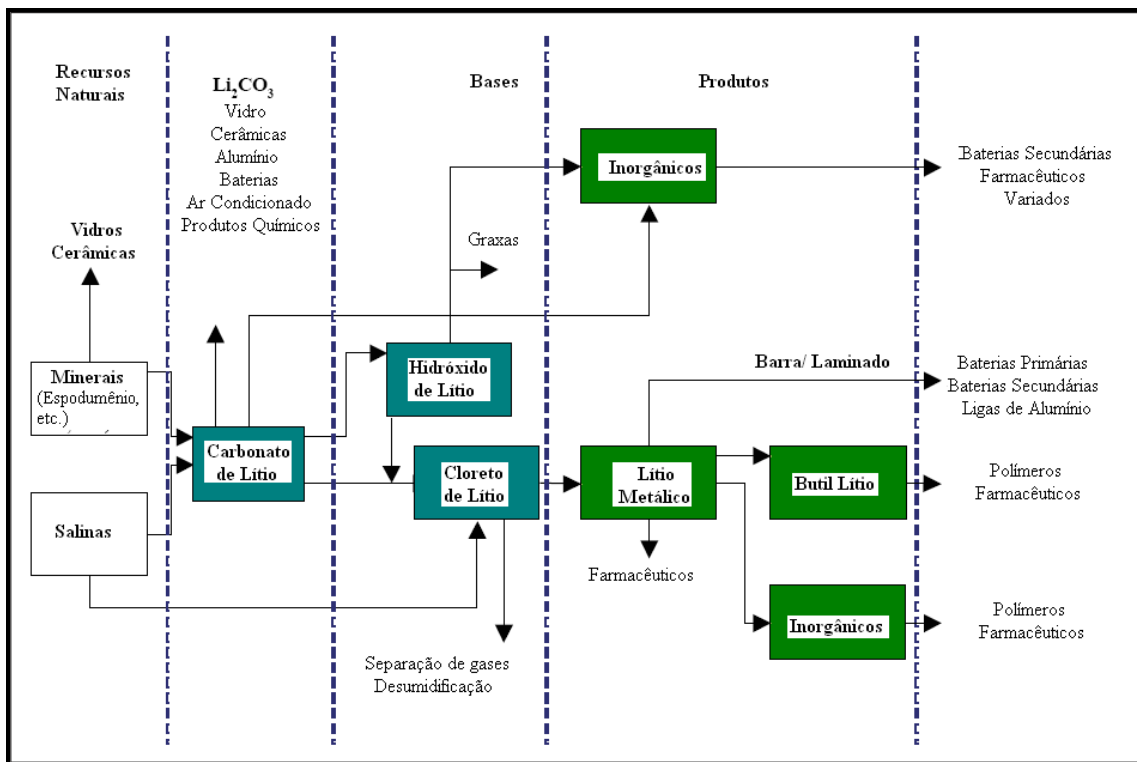 Recursos
Naturais
Li₂CO₃
Vidro
Cerâmicas
Alumínio
Baterias
Ar Condicionado
Produtos Químicos
Bases
Produtos
Vidros
Cerâmicas
Minerais
(Espodumênio,
etc.)
Salinas
Carbonato
de Lítio
Graxas
Hidróxido
de Lítio
Cloreto
de Lítio
Separação de gases
Desumidificação
Inorgânicos
Baterias Secundárias
Farmacêuticos
Variados
Barra/ Laminado
Baterias Primárias
Baterias Secundárias
Ligas de Alumínio
Lítio
Metálico
Farmacêuticos
Butil Lítio
Polímeros
Farmacêuticos
Inorgânicos
Polímeros
Farmacêuticos